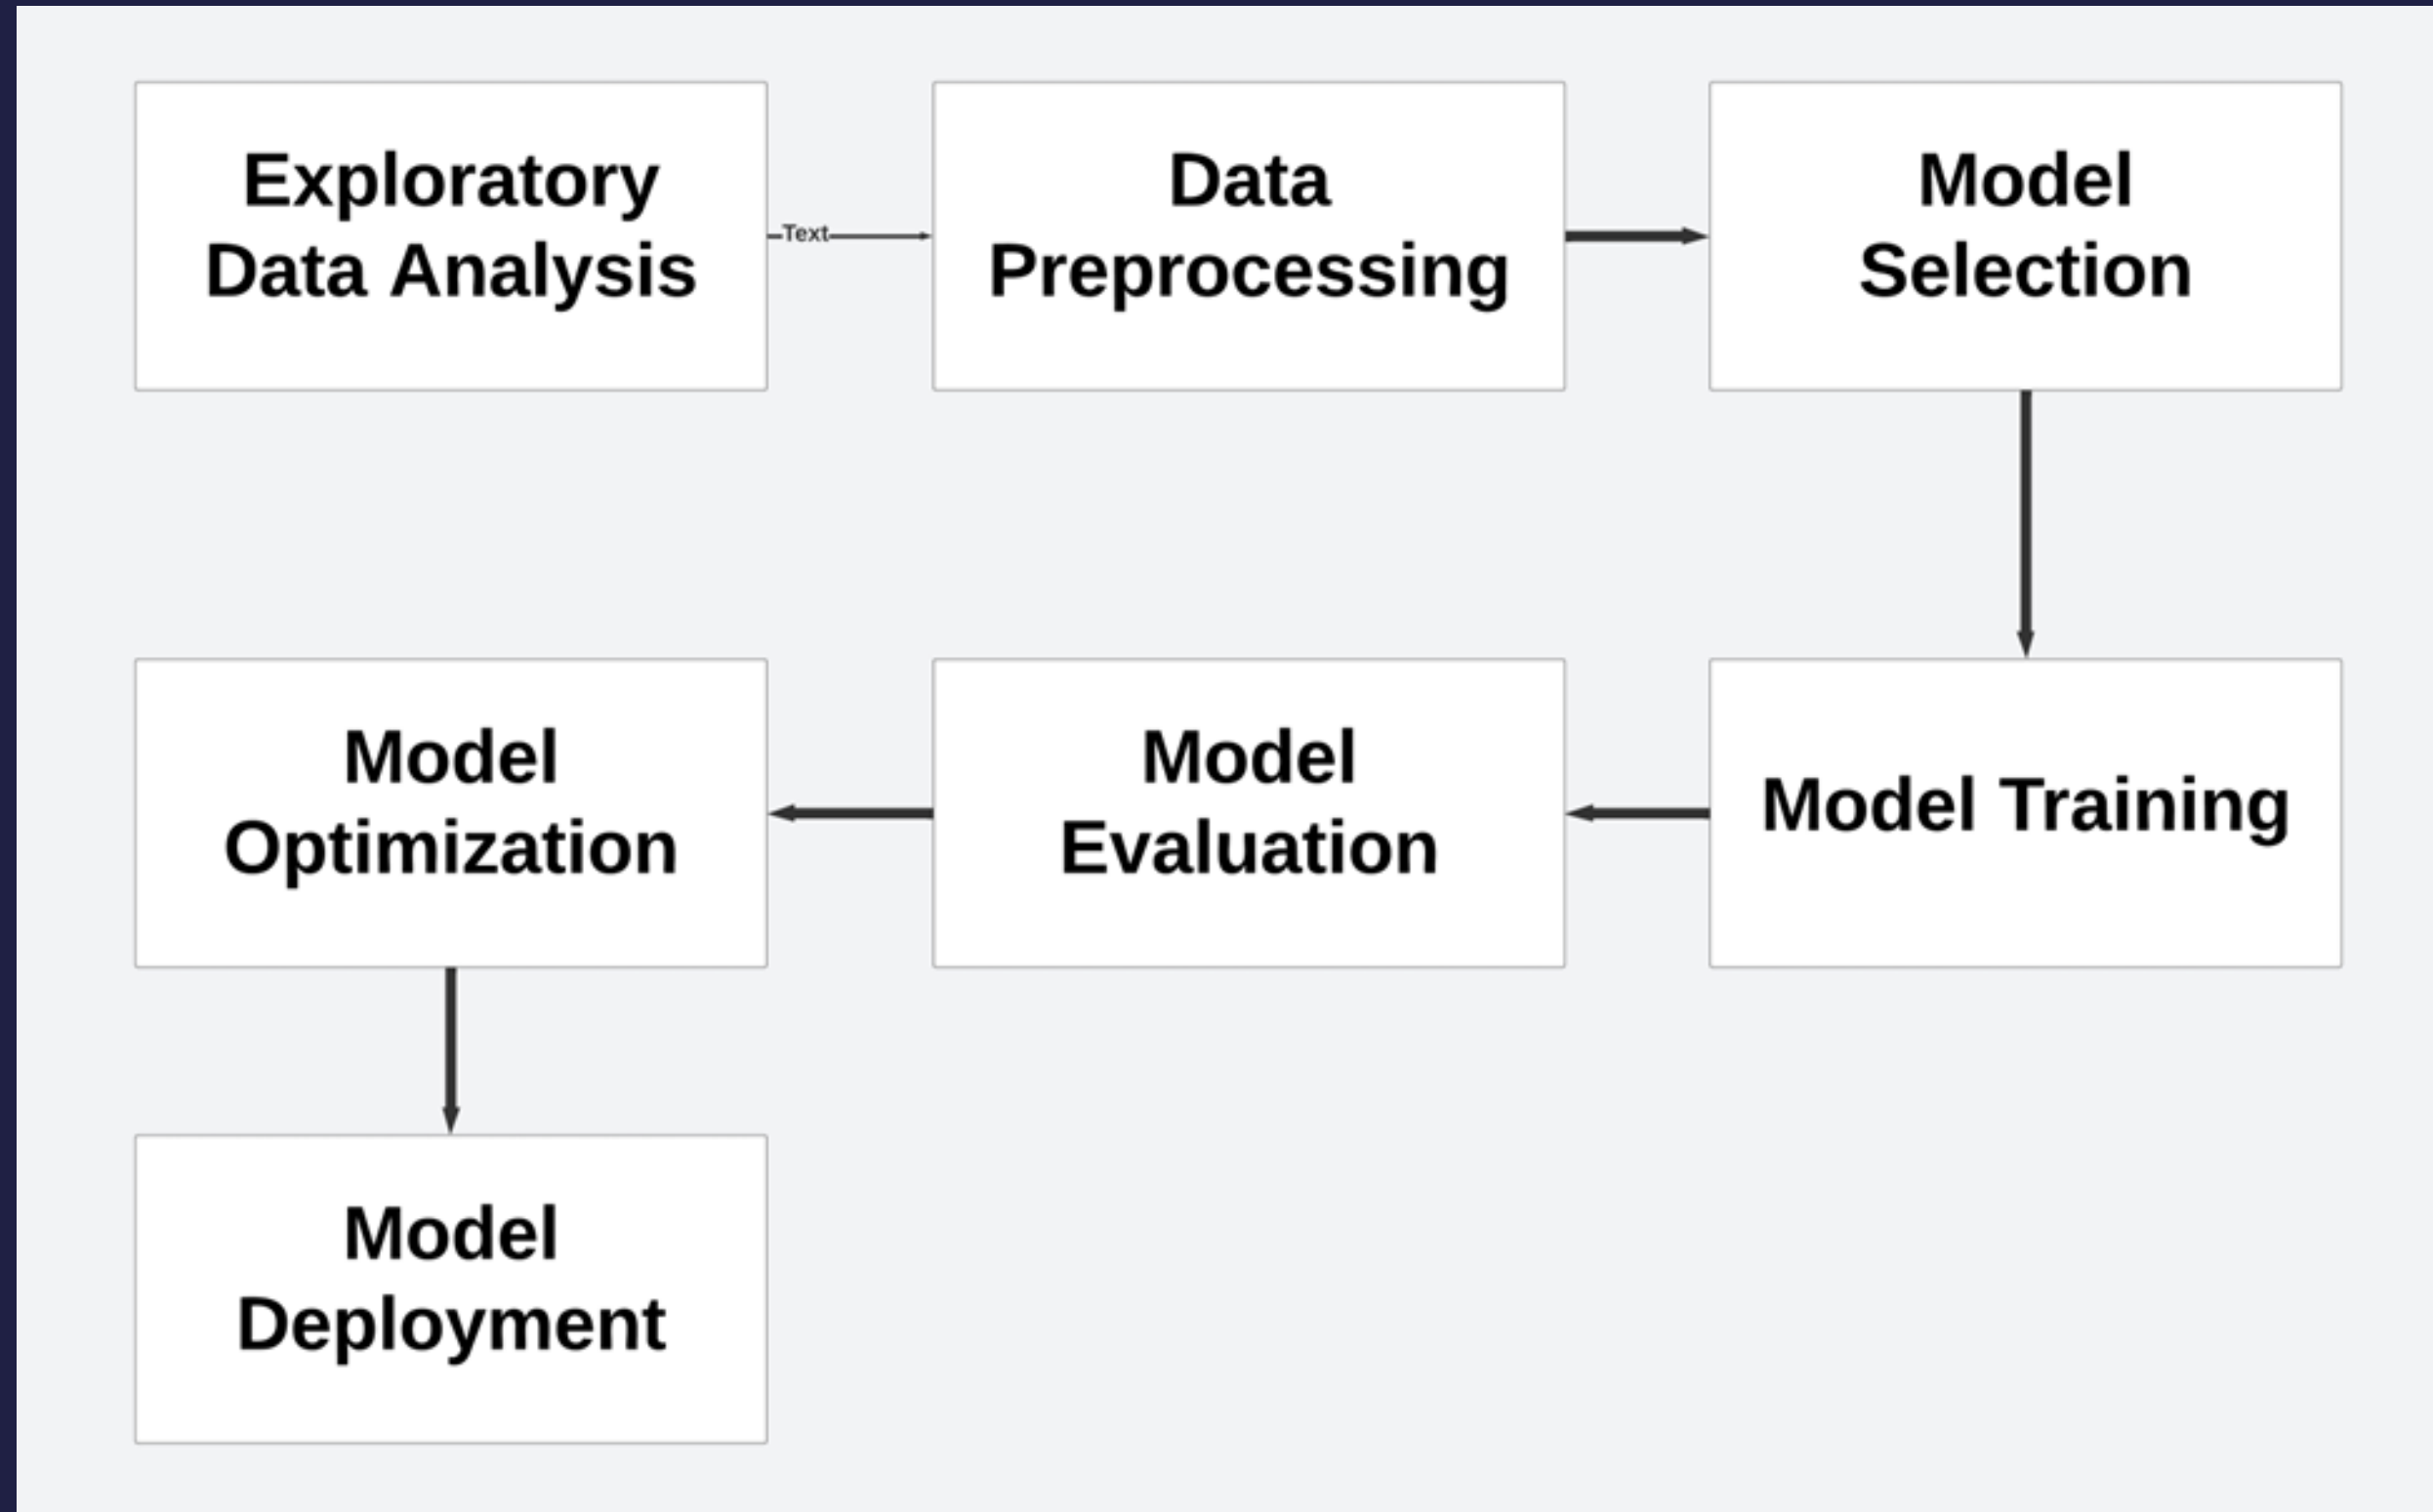 Exploratory
Data Analysis
Text
Data
Preprocessing
Model
Selection
Model Training
Model
Evaluation
Model
Optimization
Model
Deployment